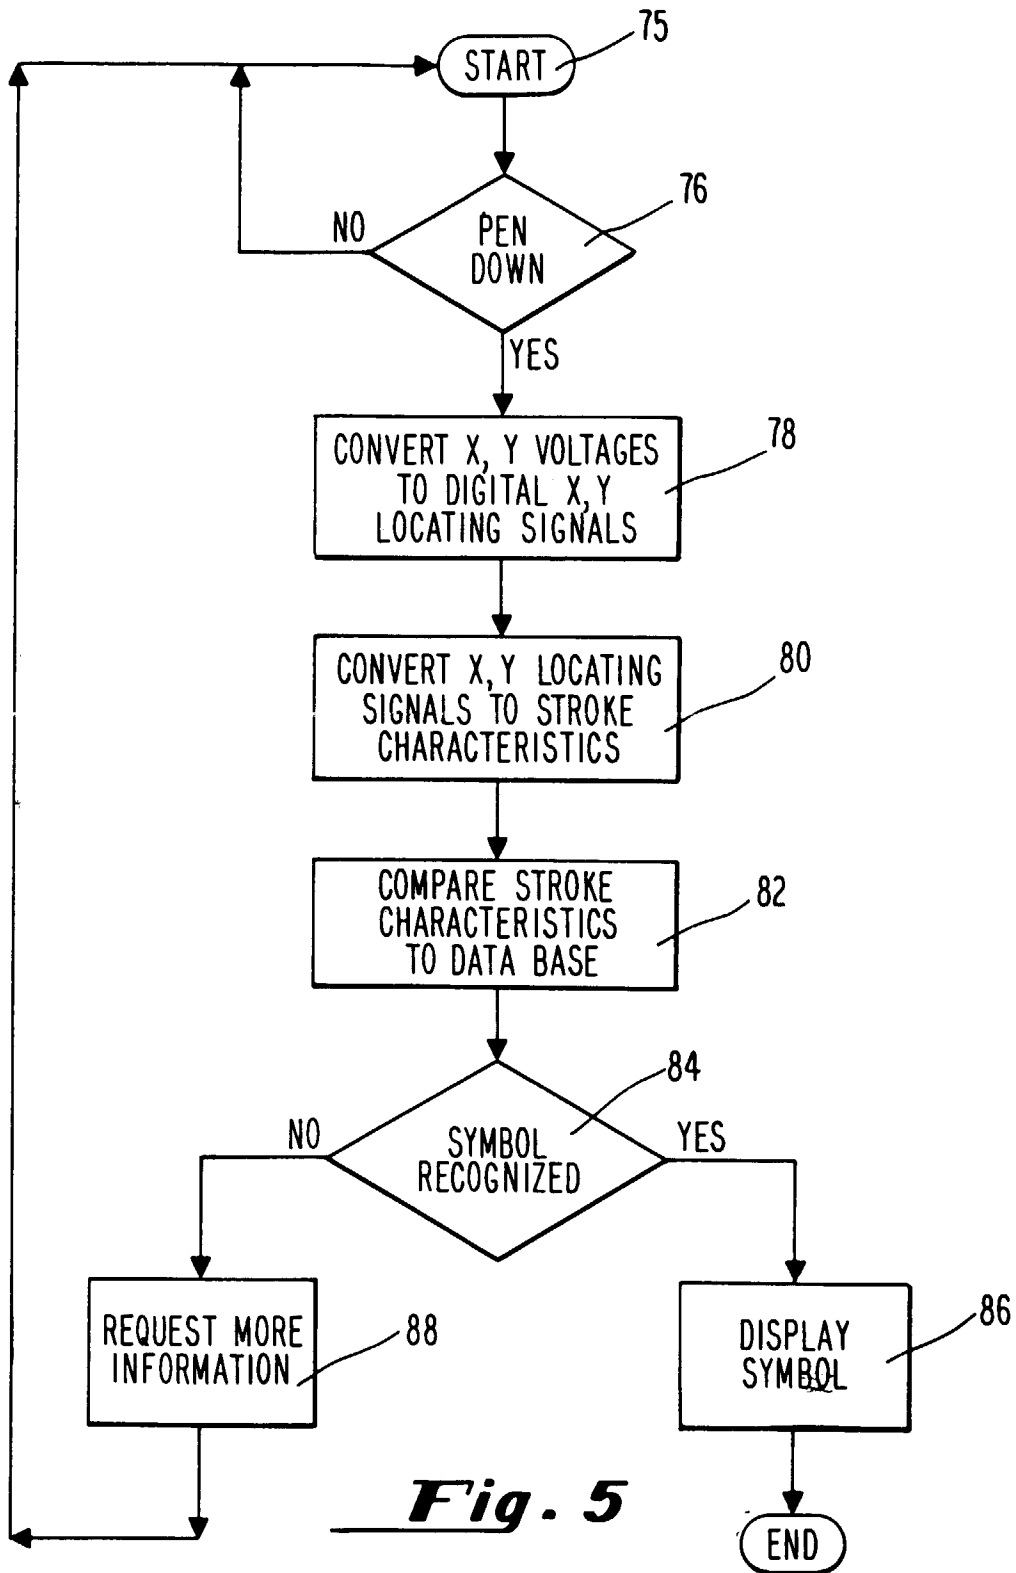 75
START
76
NO
PEN
DOWN
YES
78
CONVERT X, Y VOLTAGES
TO DIGITAL X,Y
LOCATING SIGNALS
80
CONVERT X,Y LOCATING
SIGNALS TO STROKE
CHARACTERISTICS
82
COMPARE STROKE
CHARACTERISTICS
TO DATA BASE
84
NO
YES
SYMBOL
RECOGNIZED
88
REQUEST MORE
INFORMATION
86
DISPLAY
SYMBOL
Fig. 5
END